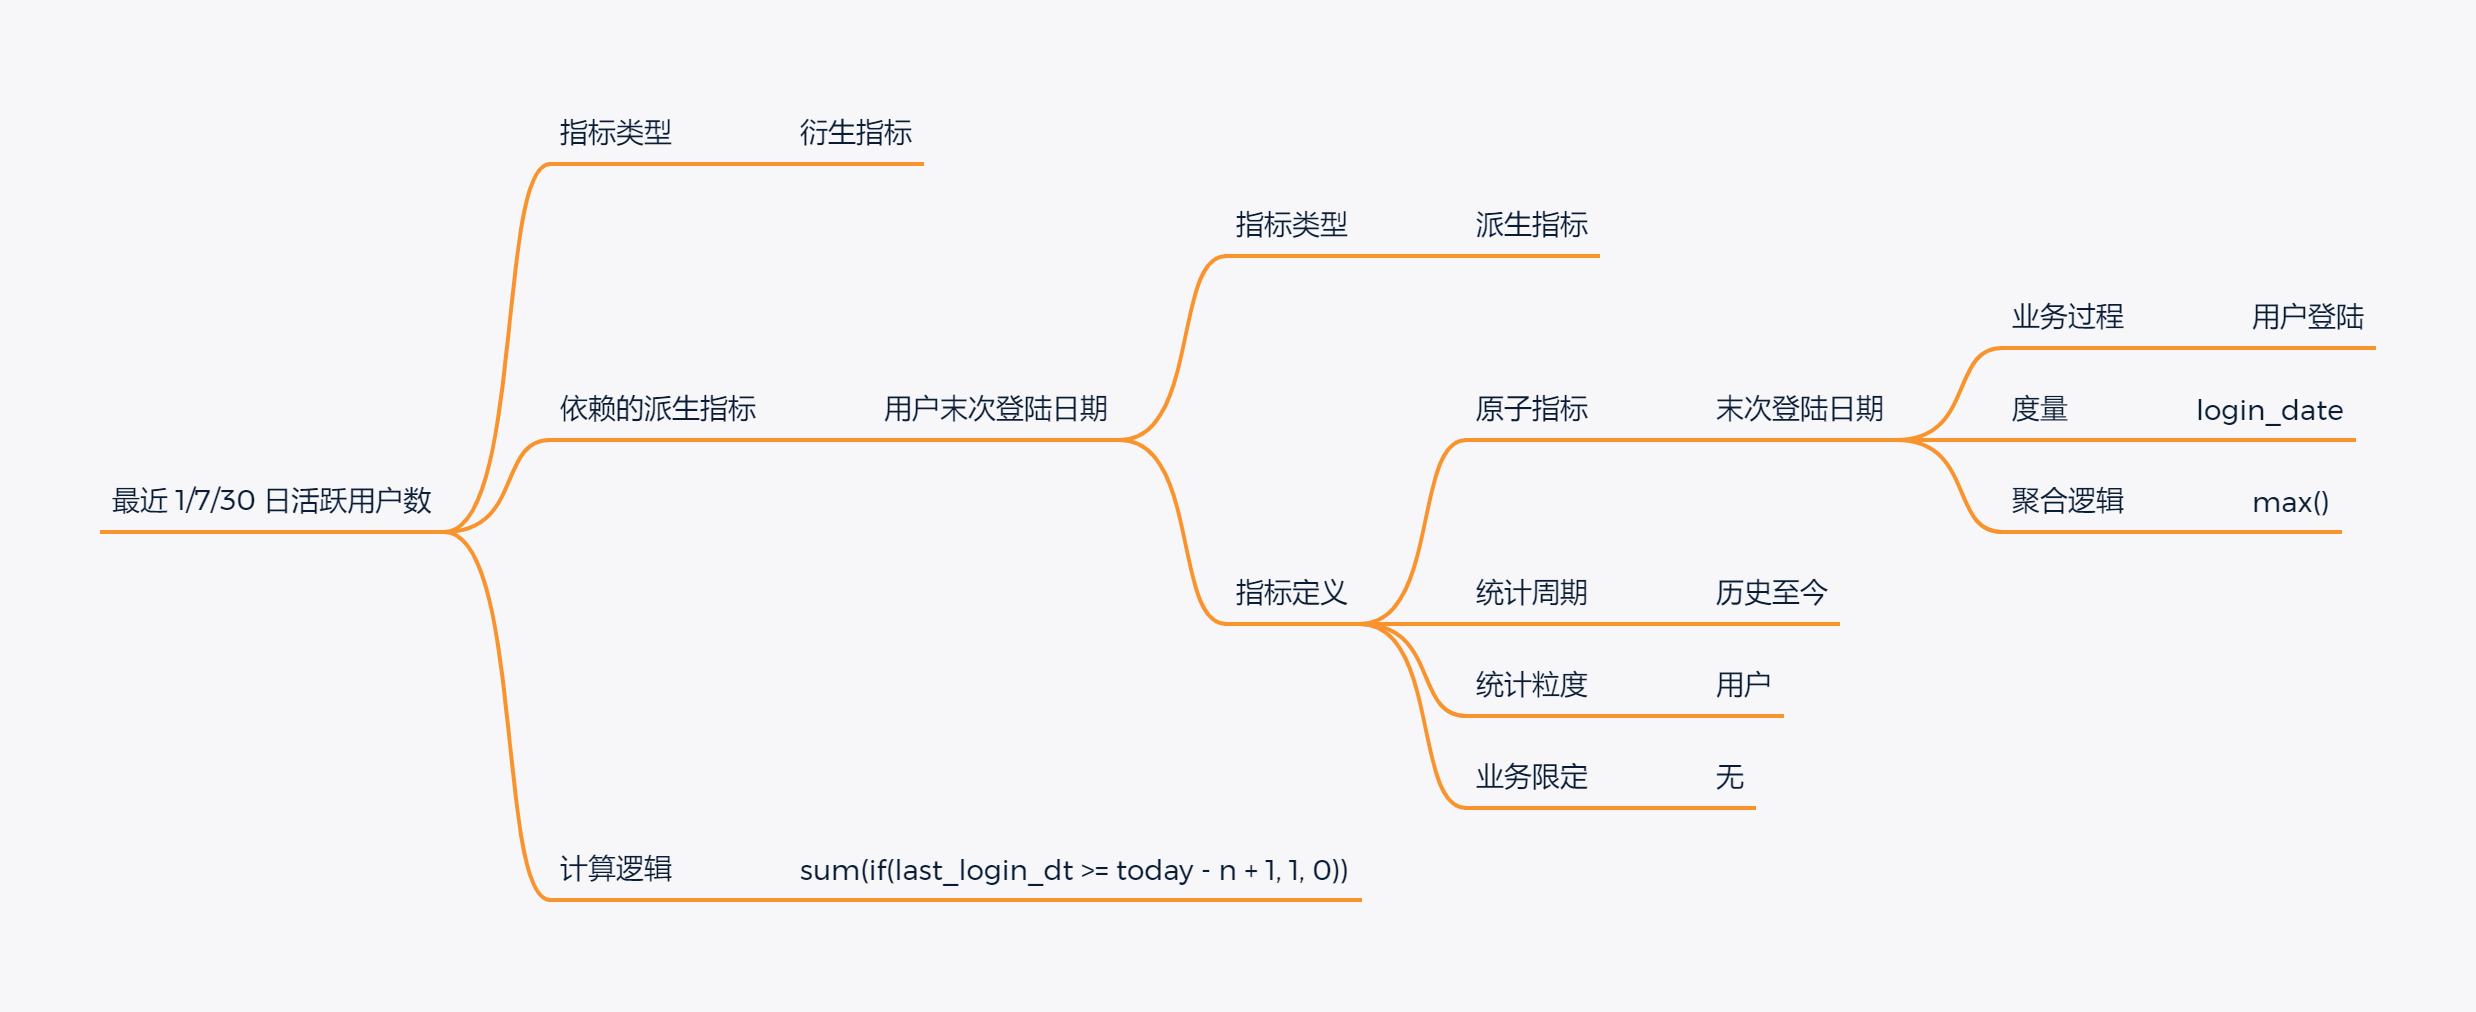 指标类型 衍生指标
指标类型 派生指标
业务过程 用户登陆
依赖的派生指标 用户末次登陆日期 原子指标 末次登陆日期 度量 login_date
最近 1/7/30 日活跃用户数 聚合逻辑 max()
指标定义 统计周期 历史至今
统计粒度 用户
业务限定 无
计算逻辑 sum(if(last_login_dt >= today - n + 1, 1, 0))